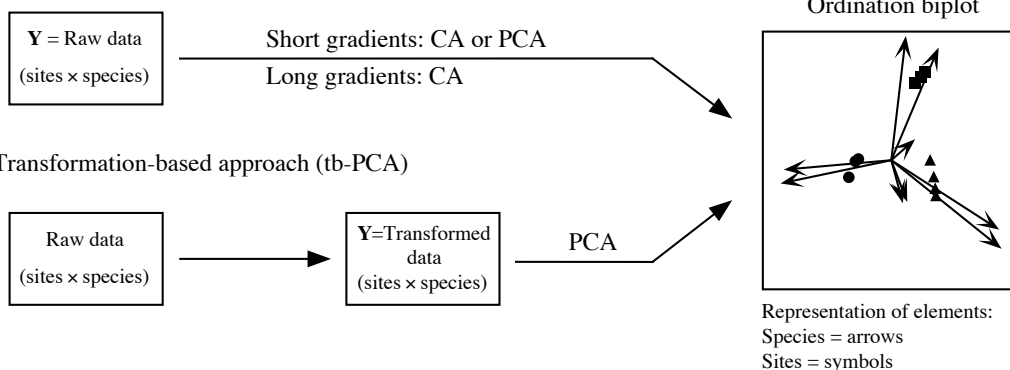 Ordination biplot
Y = Raw data
(sites × species)
Short gradients: CA or PCA
Long gradients: CA
Transformation-based approach (tb-PCA)
Raw data
(sites × species)
Y=Transformed
data
(sites × species)
PCA
Representation of elements:
Species = arrows
Sites = symbols